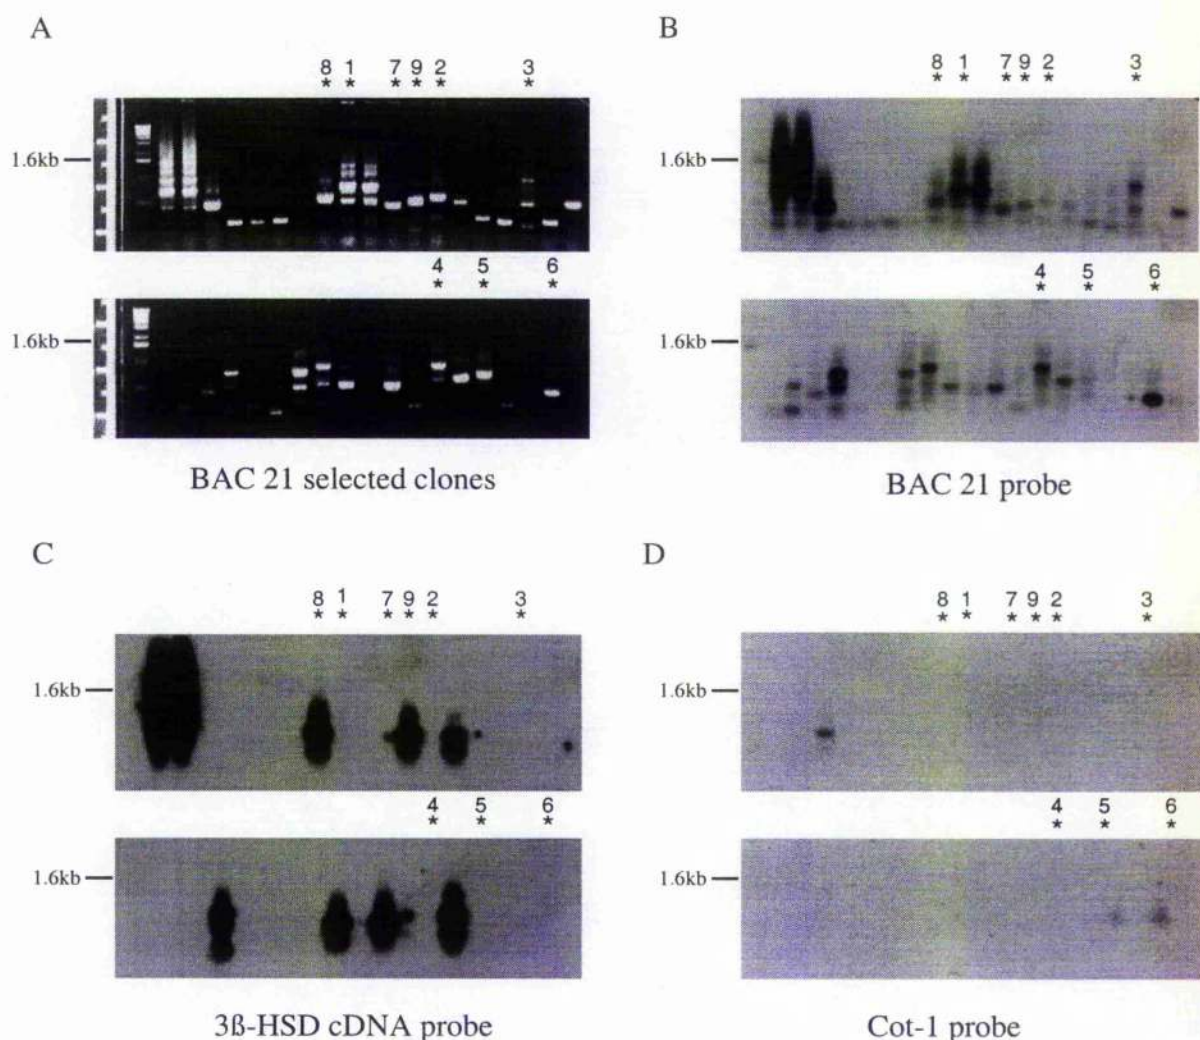 A
8 1 7 9 2 3
* * * * * *
1.6kb
4 5 6
* * *
1.6kb
BAC 21 selected clones
B
8 1 7 9 2 3
* * * * * *
1.6kb
4 5 6
* * *
1.6kb
BAC 21 probe
C
8 1 7 9 2 3
* * * * * *
1.6kb
4 5 6
* * *
1.6kb
3ß-HSD cDNA probe
D
8 1 7 9 2 3
* * * * * *
1.6kb
4 5 6
* * *
1.6kb
Cot-1 probe